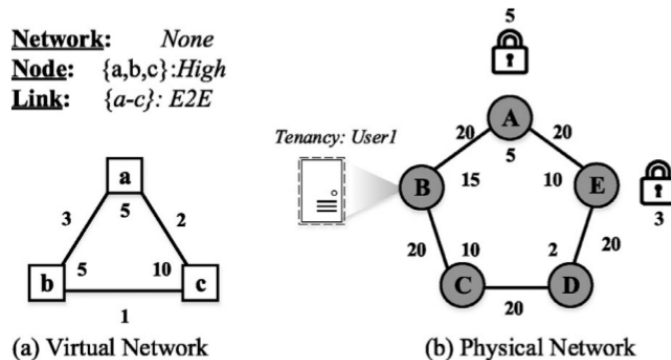 Network: None
Node: {a,b,c}:High
Link: {a-c}: E2E
a
3
5
2
b
5
10
c
1
(a) Virtual Network
5
A
Tenancy: User1
20
20
5
B
15
10
E
3
20
10
2
20
C
D
20
(b) Physical Network